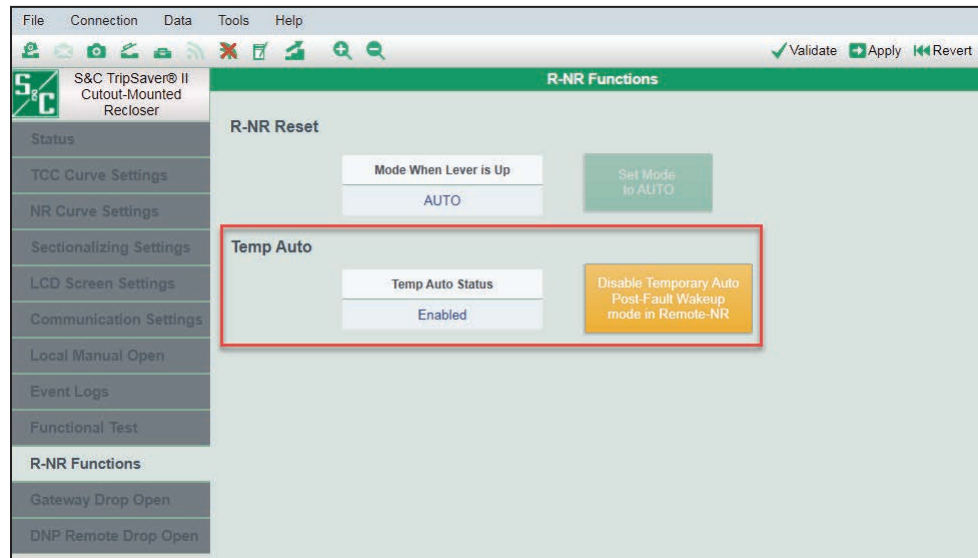 File Connection Data Tools Help
Validate Apply Revert
S&C
S&C TripSaver® II
Cutout-Mounted
Recloser
R-NR Functions
Status
TCC Curve Settings
NR Curve Settings
Sectionalizing Settings
LCD Screen Settings
Communication Settings
Local Manual Open
Event Logs
Functional Test
R-NR Functions
Gateway Drop Open
DNP Remote Drop Open
R-NR Reset
Mode When Lever is Up
AUTO
Set Mode
to AUTO
Temp Auto
Temp Auto Status
Enabled
Disable Temporary Auto
Post-Fault Wakeup
mode in Remote-NR